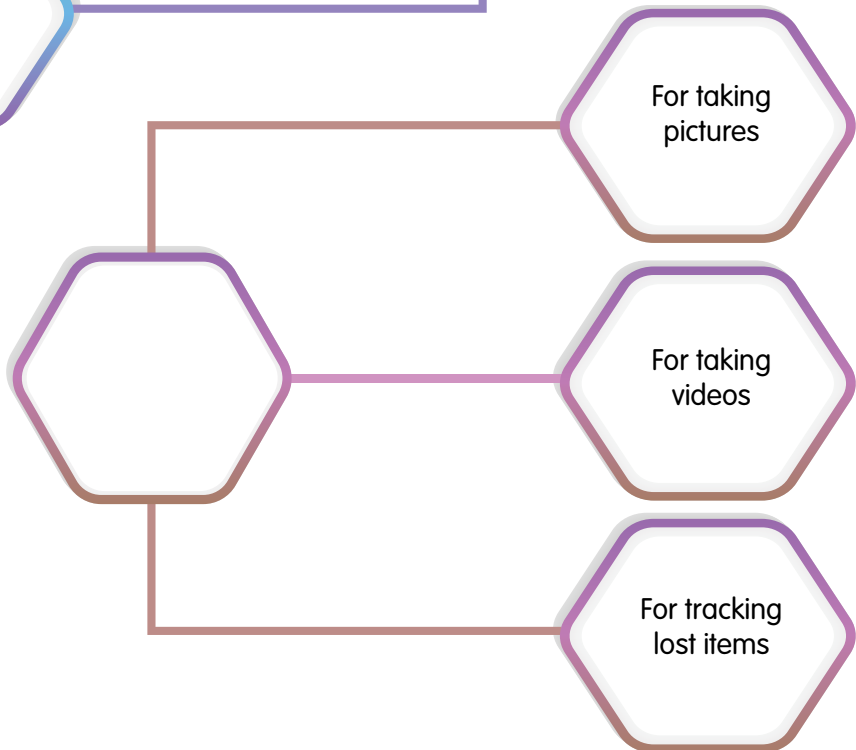 For taking
pictures
For taking
videos
For tracking
lost items